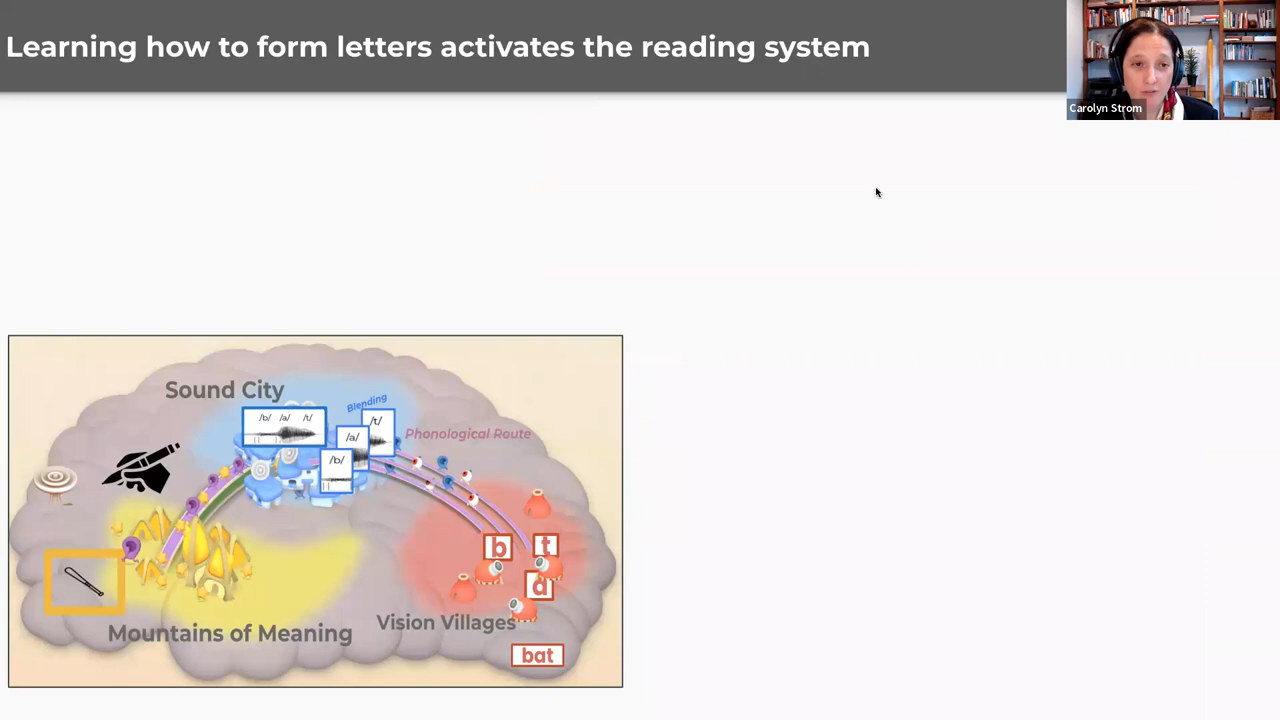 Learning how to form letters activates the reading system
Carolyn Strom
Sound City
/b/ /a/ /t/
Blending
/t/
/a/
/b/
Phonological Route
b
t
a
Mountains of Meaning
Vision Villages
bat